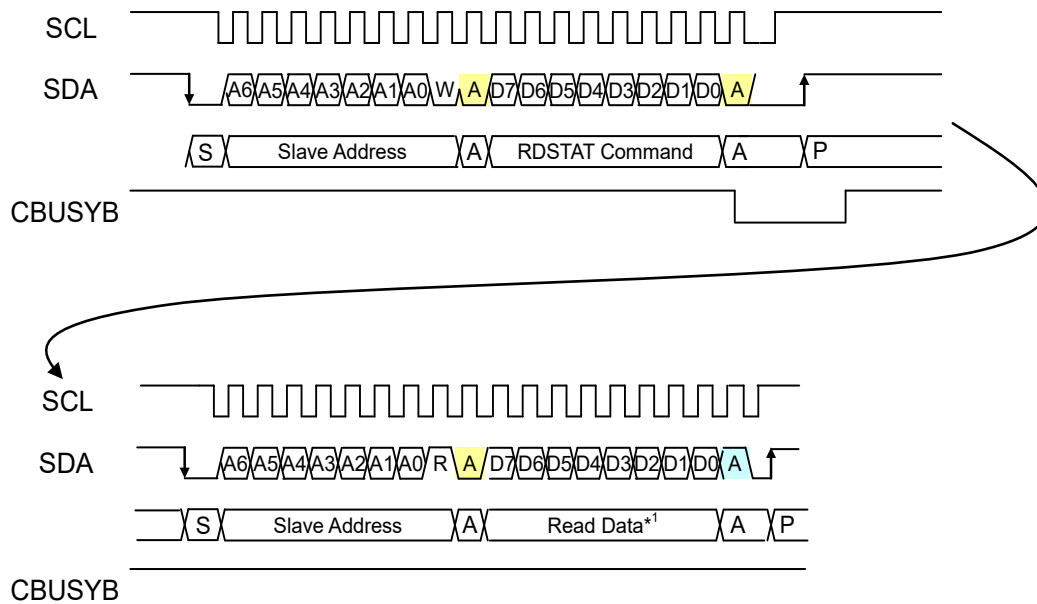 SCL
SDA A6 A5 A4 A3 A2 A1 A0 W A D7 D6 D5 D4 D3 D2 D1 D0 A
S Slave Address A RDSTAT Command A P
CBUSYB
SCL
SDA A6 A5 A4 A3 A2 A1 A0 R A D7 D6 D5 D4 D3 D2 D1 D0 A
S Slave Address A Read Data*1 A P
CBUSYB